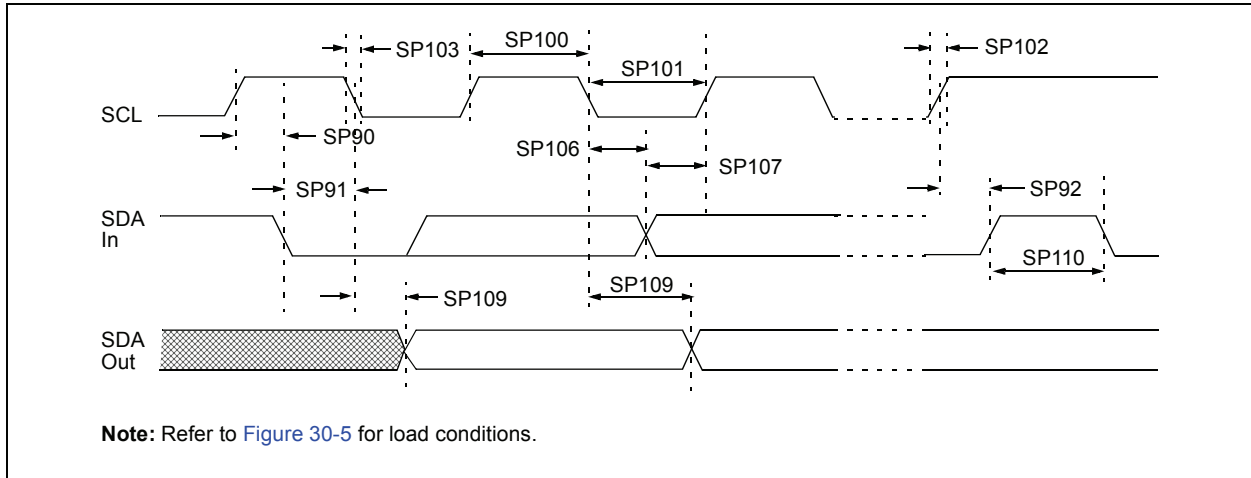 SP103
SP100
SP102
SP101
SCL
SP90
SP106
SP107
SP91
SP92
SDA
In
SP110
SP109
SP109
SDA
Out
Note: Refer to Figure 30-5 for load conditions.